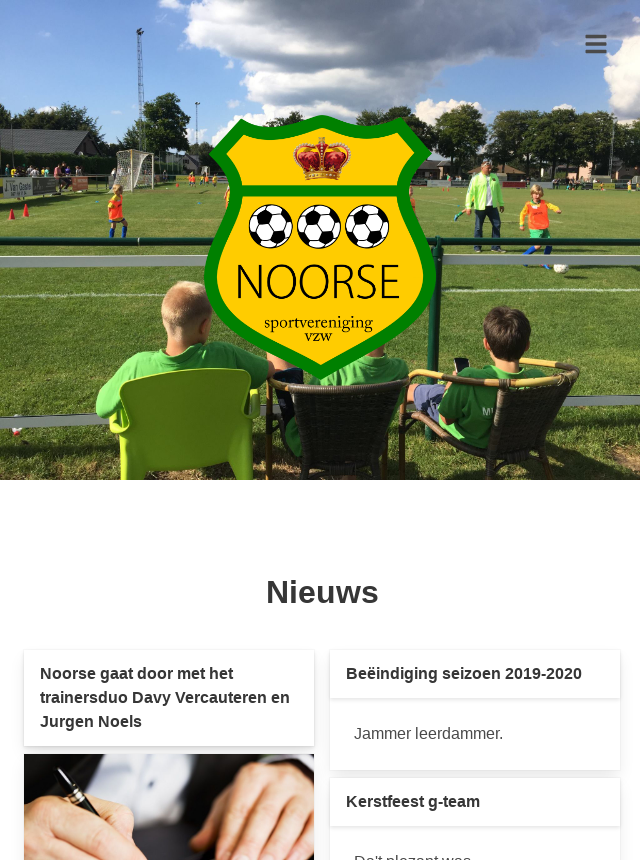 NOORSE
sportvereniging
vzw
Nieuws
Noorse gaat door met het
trainersduo Davy Vercauteren en
Jurgen Noels
Beëindiging seizoen 2019-2020
Jammer leerdammer.
Kerstfeest g-team